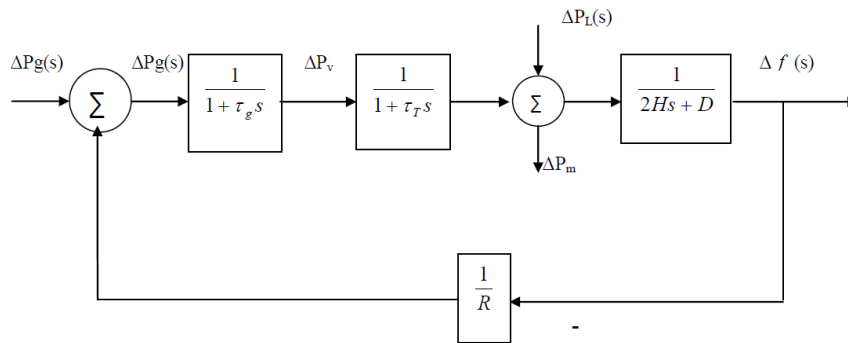 ΔP_L(s)
ΔPg(s)
ΔPg(s)
ΔP_v
Δ f (s)
Σ
1
1 + τ_g s
1
1 + τ_T s
Σ
1
2Hs + D
ΔP_m
1
R
-